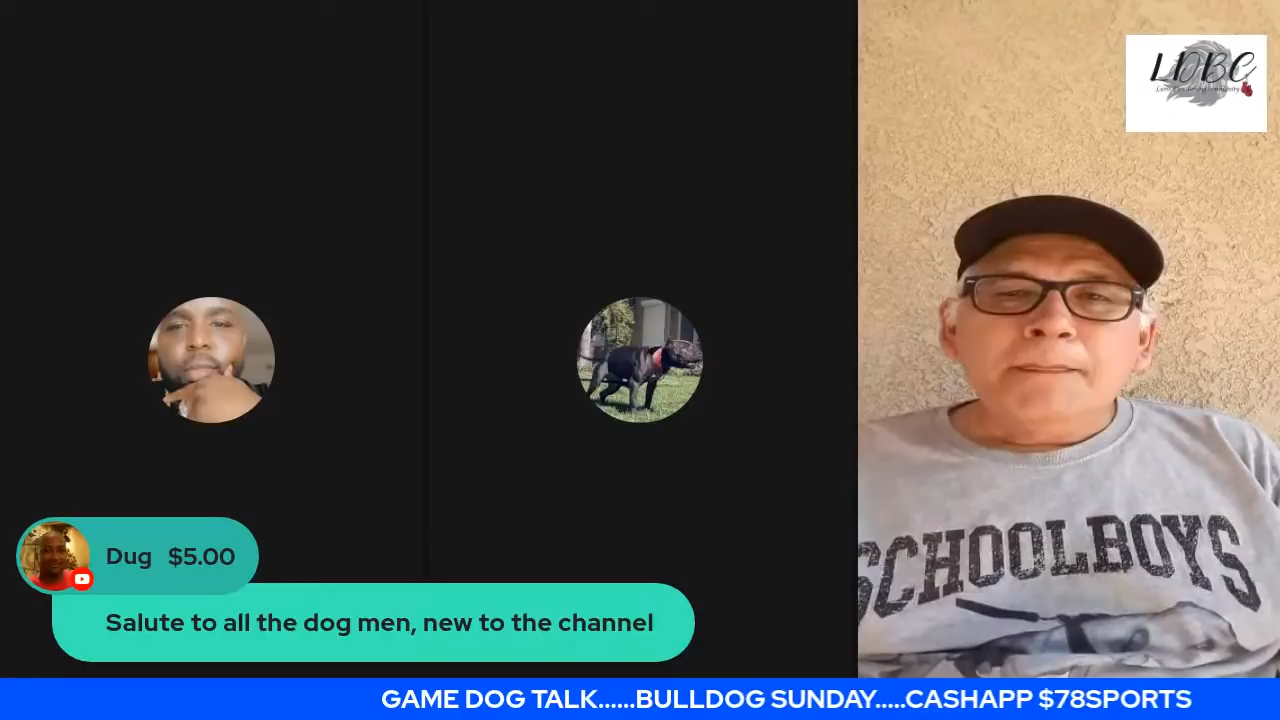 LDBC
SCHOOLBOYS
Dug $5.00
Salute to all the dog men, new to the channel
GAME DOG TALK......BULLDOG SUNDAY.....CASHAPP $78SPORTS